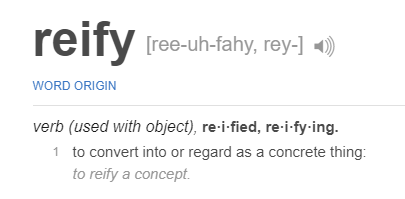 reify [ree-uh-fahy, rey-]
WORD ORIGIN
verb (used with object), re·i·fied, re·i·fy·ing.
1 to convert into or regard as a concrete thing:
to reify a concept.